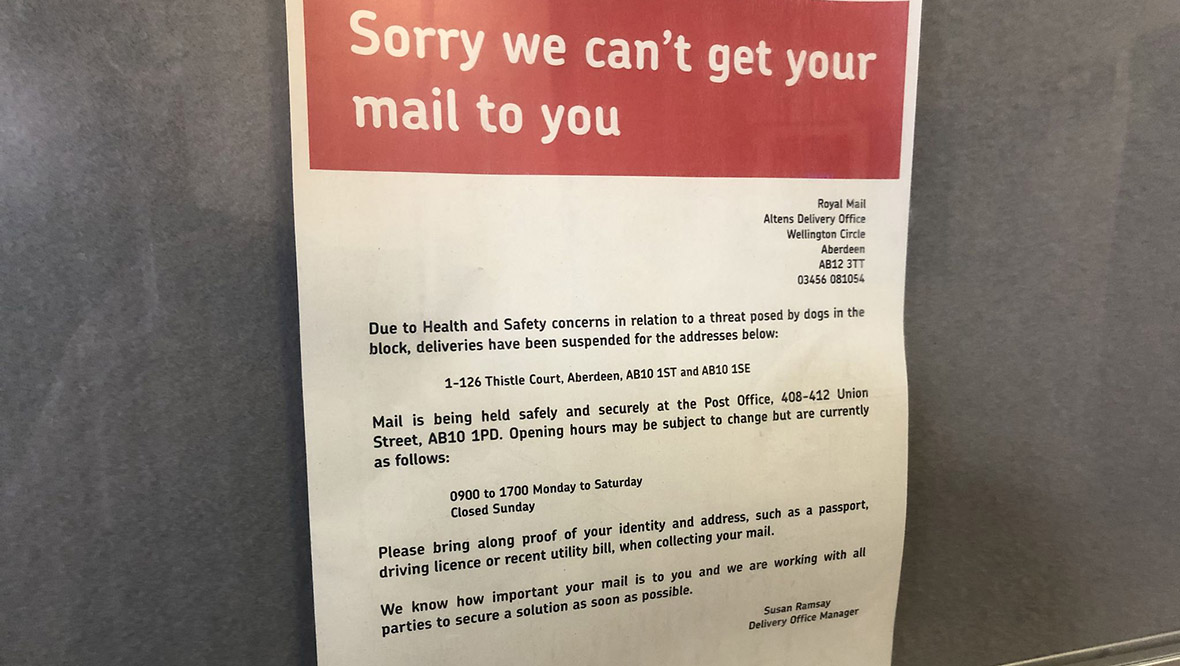 Sorry we can't get your
mail to you
Royal Mail
Altens Delivery Office
Wellington Circle
Aberdeen
AB12 3TT
03456 081054
Due to Health and Safety concerns in relation to a threat posed by dogs in the
block, deliveries have been suspended for the addresses below:
1-126 Thistle Court, Aberdeen, AB10 1ST and AB10 1SE
Mail is being held safely and securely at the Post Office, 408-412 Union
Street, AB10 1PD. Opening hours may be subject to change but are currently
as follows:
0900 to 1700 Monday to Saturday
Closed Sunday
Please bring along proof of your identity and address, such as a passport,
driving licence or recent utility bill, when collecting your mail.
We know how important your mail is to you and we are working with all
parties to secure a solution as soon as possible.
Susan Ramsay
Delivery Office Manager